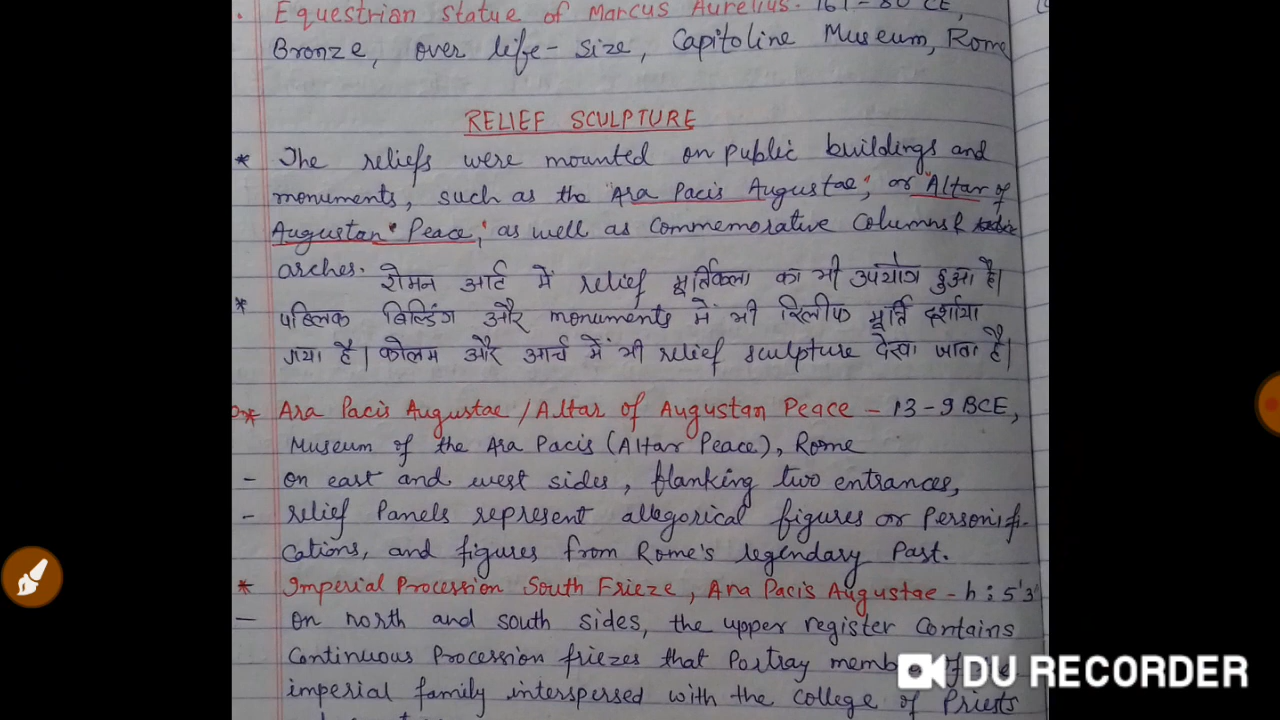 Equestrian statue of Marcus Aurelius. 161-80 CE,
Bronze, over life-size, Capitoline Museum, Rome
RELIEF SCULPTURE
* The reliefs were mounted on public buildings and
monuments, such as the "Ara Pacis Augustae", or "Altar of
Augustan" Peace," as well as commemorative columns &
arches. रोमन आर्ट में relief मूर्तिकला का भी उपयोग हुआ है।
* पब्लिक बिल्डिंग और monuments में भी रिलीफ मूर्ति दर्शाया
गया है। कोलम और आर्च में भी relief sculpture देखा जाता है।
* Ara Pacis Augustae / Altar of Augustan Peace - 13-9 BCE,
Museum of the Ara Pacis (Altar Peace), Rome
- on east and west sides, flanking two entrances,
- relief Panels represent allegorical figures or Personifi-
cations, and figures from Rome's legendary Past.
* Imperial Procession South Frieze, Ara Pacis Augustae - h: 5'3"
- on north and south sides, the upper register contains
Continuous Procession friezes that Portray
imperial family interspersed with the college of Priests
DU RECORDER